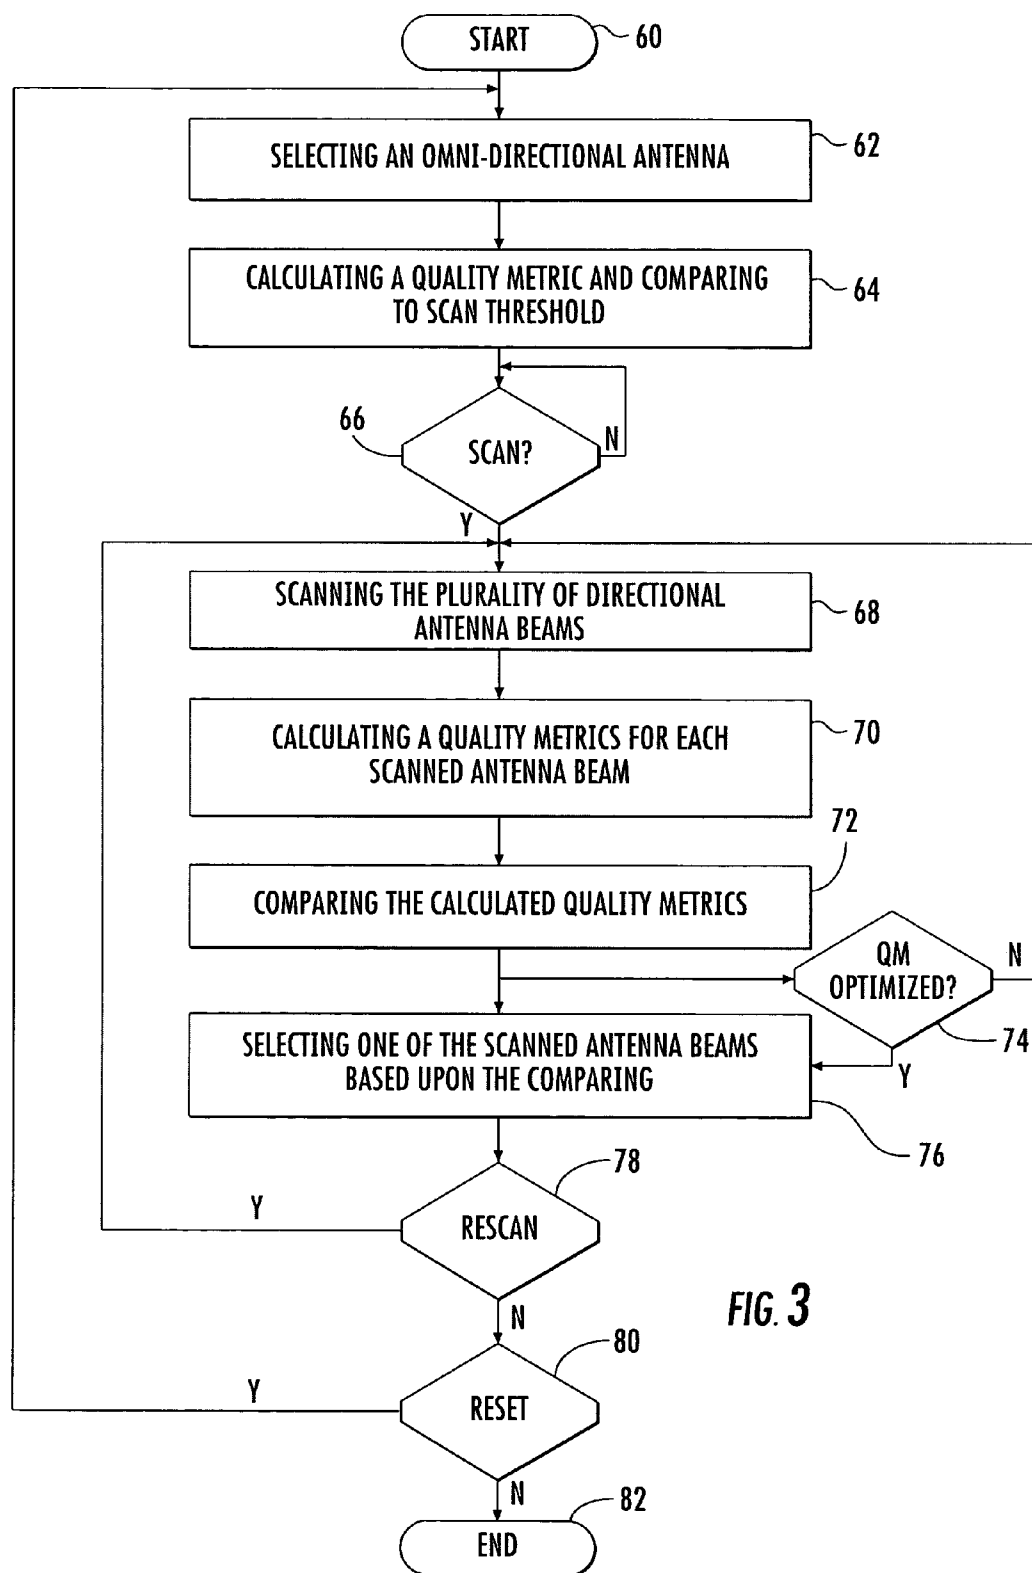 START
60
SELECTING AN OMNI-DIRECTIONAL ANTENNA
62
CALCULATING A QUALITY METRIC AND COMPARING
TO SCAN THRESHOLD
64
66
SCAN?
N
Y
SCANNING THE PLURALITY OF DIRECTIONAL
ANTENNA BEAMS
68
CALCULATING A QUALITY METRICS FOR EACH
SCANNED ANTENNA BEAM
70
72
COMPARING THE CALCULATED QUALITY METRICS
QM
OPTIMIZED?
N
74
Y
SELECTING ONE OF THE SCANNED ANTENNA BEAMS
BASED UPON THE COMPARING
76
78
RESCAN
Y
N
FIG. 3
80
RESET
Y
N
82
END